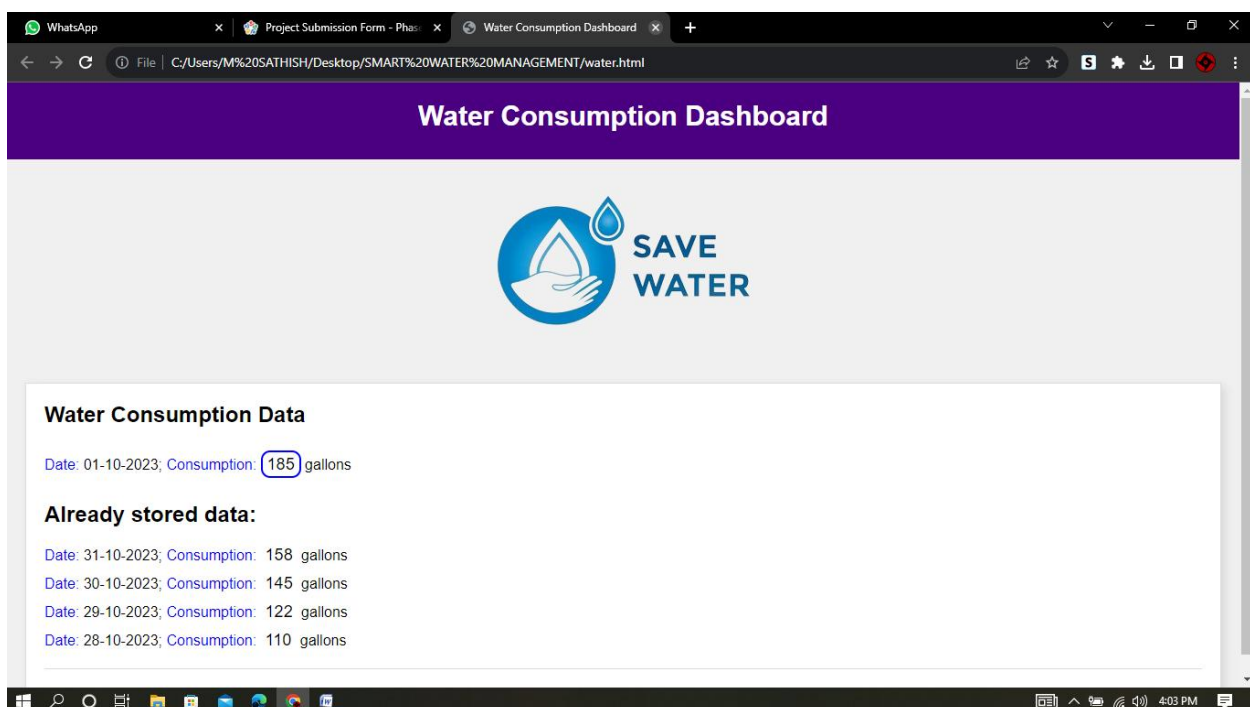 WhatsApp
Project Submission Form - Phase
Water Consumption Dashboard
File
C:/Users/M%20SATHISH/Desktop/SMART%20WATER%20MANAGEMENT/water.html
S
Water Consumption Dashboard
SAVE
WATER
Water Consumption Data
Date: 01-10-2023; Consumption: 185 gallons
Already stored data:
Date: 31-10-2023; Consumption: 158 gallons
Date: 30-10-2023; Consumption: 145 gallons
Date: 29-10-2023; Consumption: 122 gallons
Date: 28-10-2023; Consumption: 110 gallons
4:03 PM